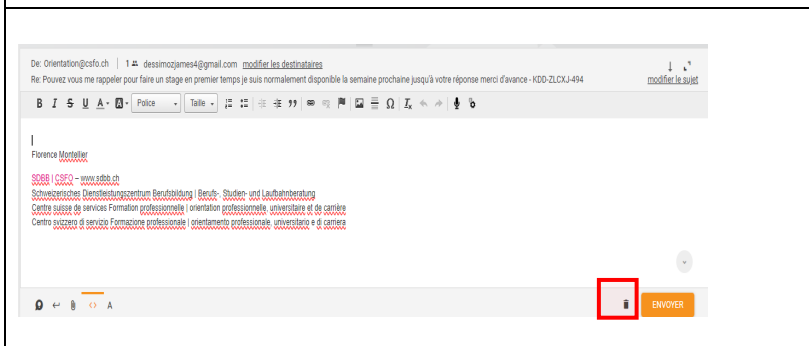 De: Orientation@csfo.ch | 1 dessimozjames4@gmail.com modifier les destinataires
Re: Pouvez vous me rappeler pour faire un stage en premier temps je suis normalement disponible la semaine prochaine jusqu'à votre réponse merci d'avance - KDD-ZLCXJ-494 modifier le sujet
B I S U A A Police Taille Ω Ix
Florence Montellier
SDBB | CSFO – www.sdbb.ch
Schweizerisches Dienstleistungszentrum Berufsbildung | Berufs-, Studien- und Laufbahnberatung
Centre suisse de services Formation professionnelle | orientation professionnelle, universitaire et de carrière
Centro svizzero di servizio Formazione professionale | orientamento professionale, universitario e di carriera
A ENVOYER